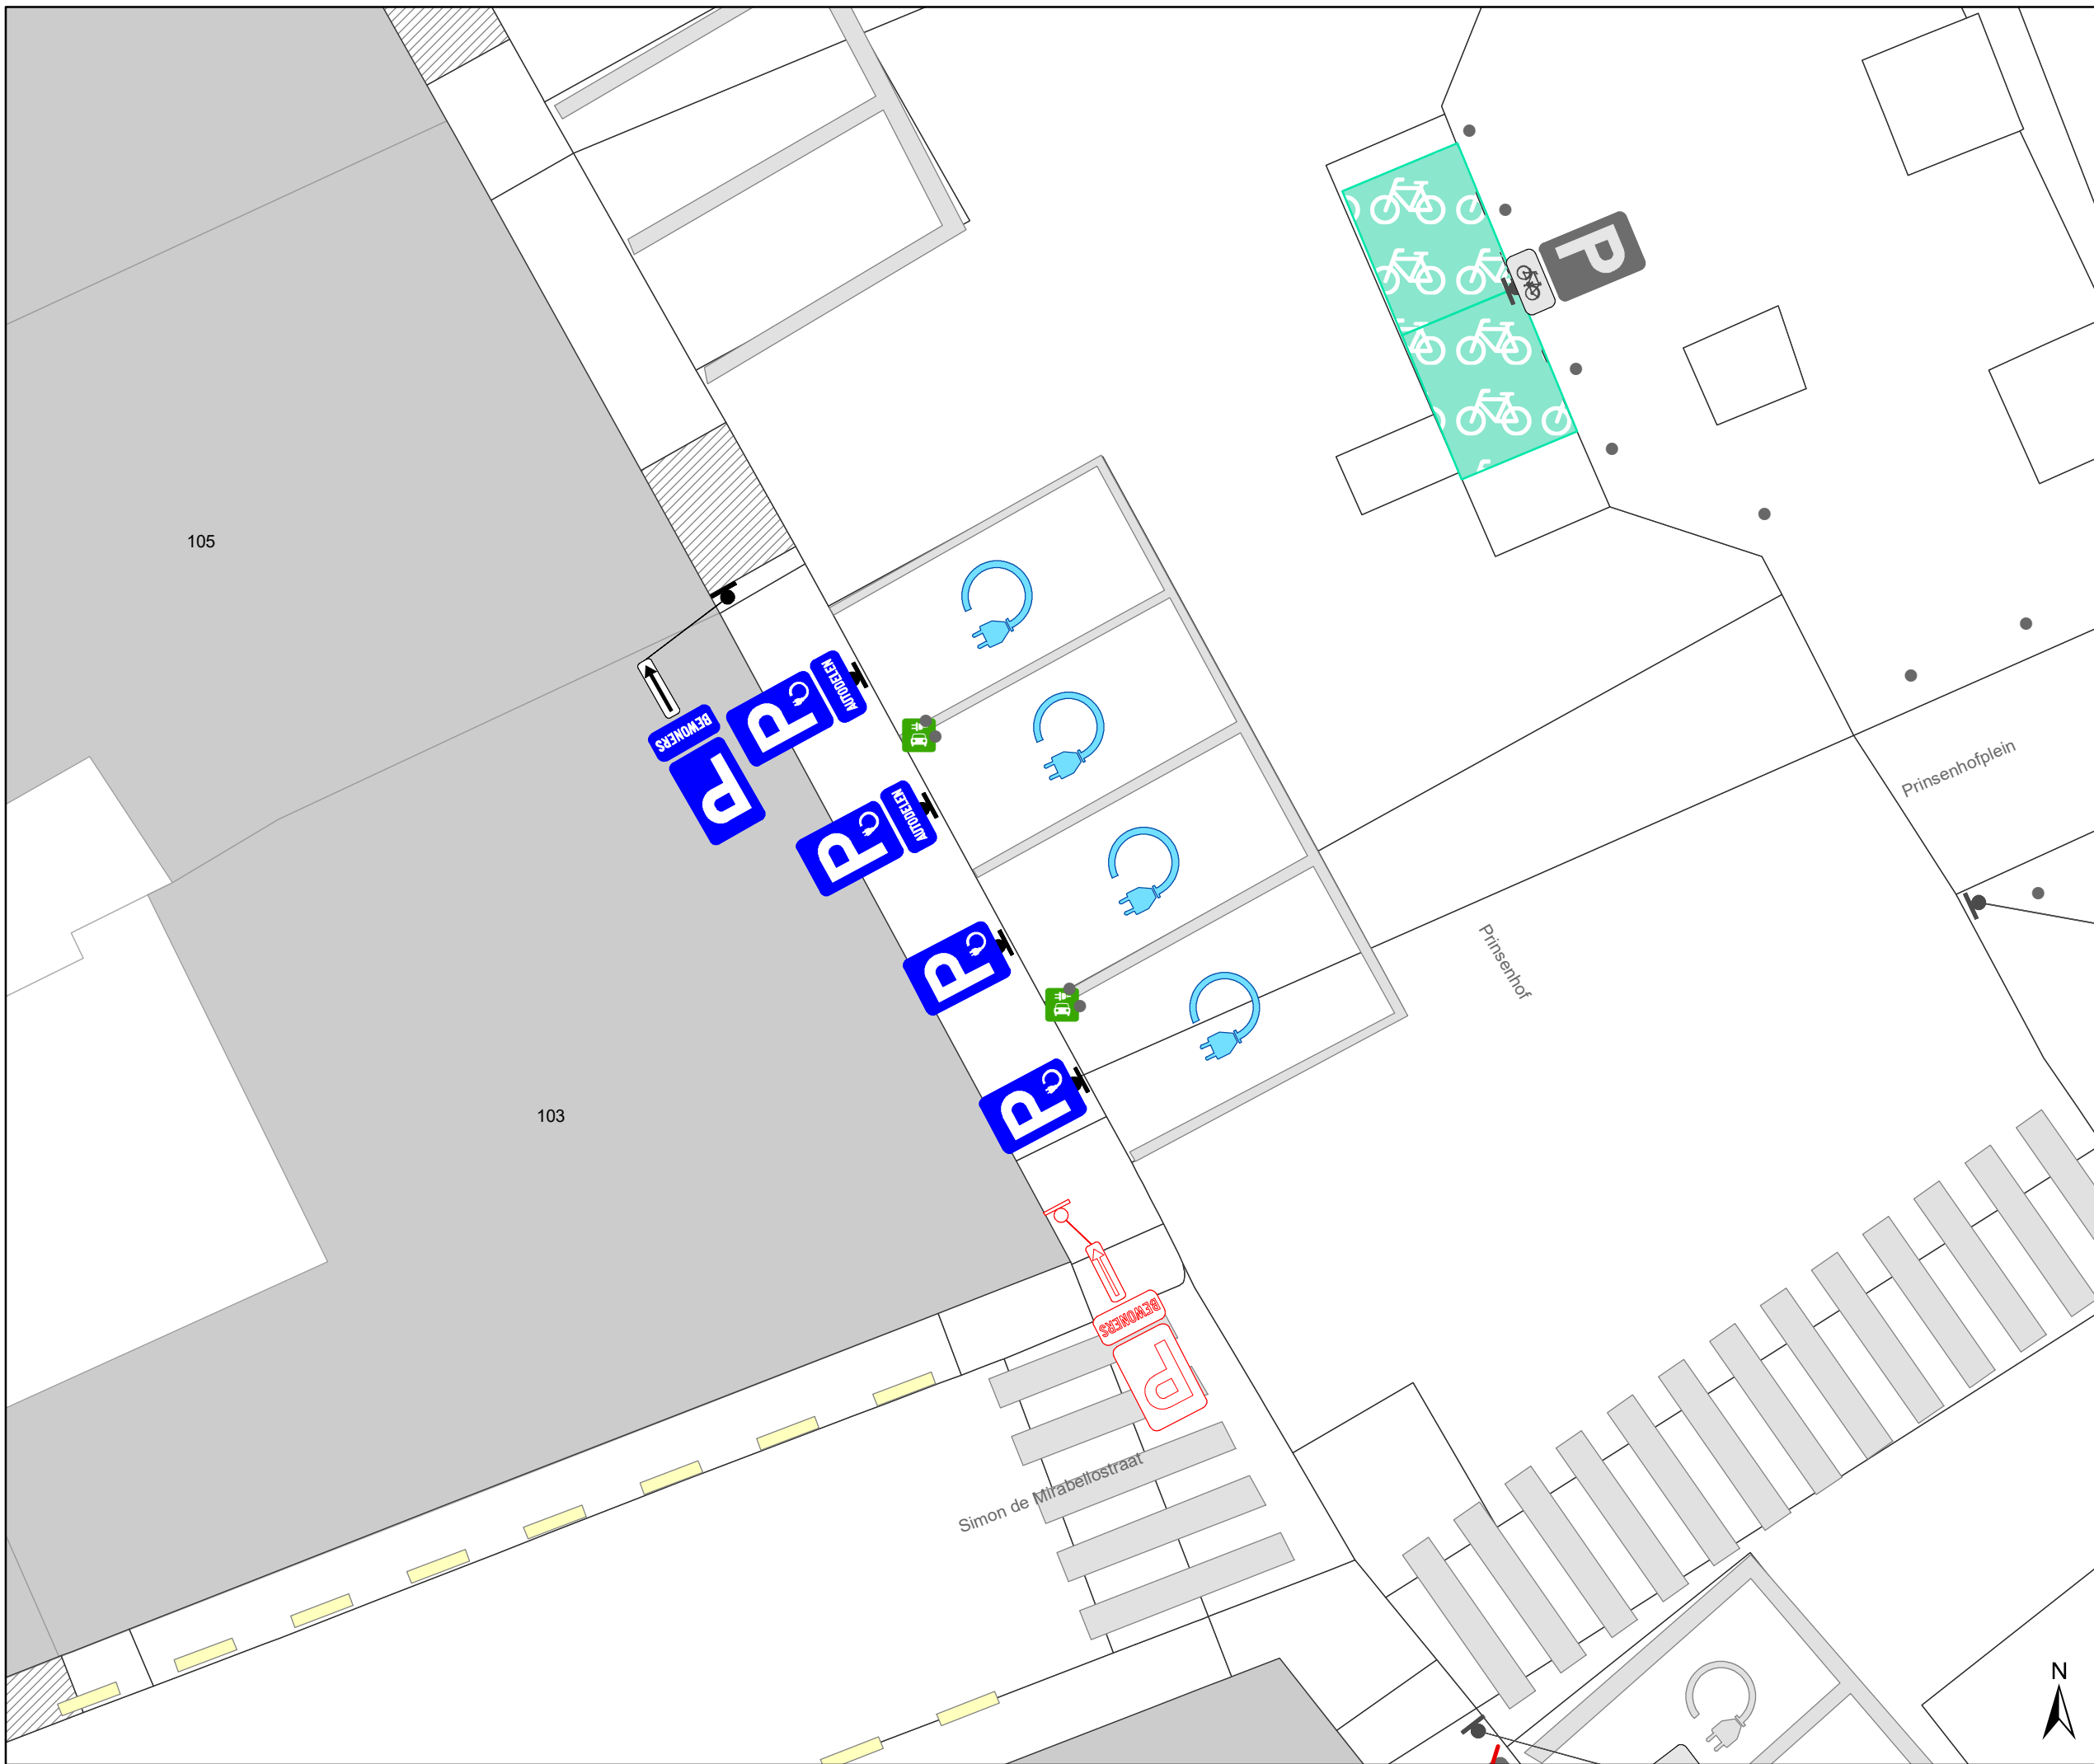 P
105
AUTODELEN
P
BEWONERS
P
Prinsenhofplein
AUTODELEN
P
P
Prinsenhof
P
103
BEWONERS
P
Simon de Mirabellostraat
N